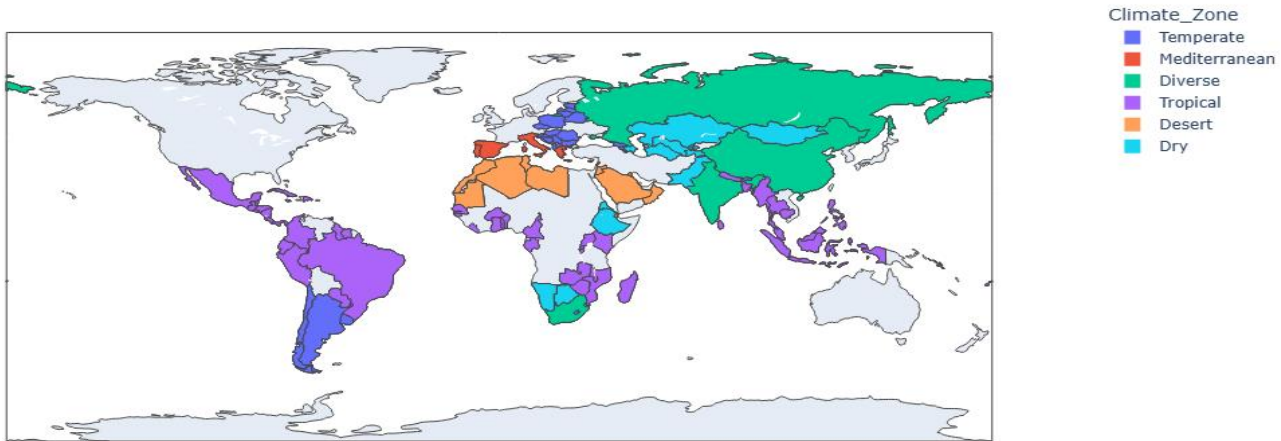 Climate_Zone
Temperate
Mediterranean
Diverse
Tropical
Desert
Dry